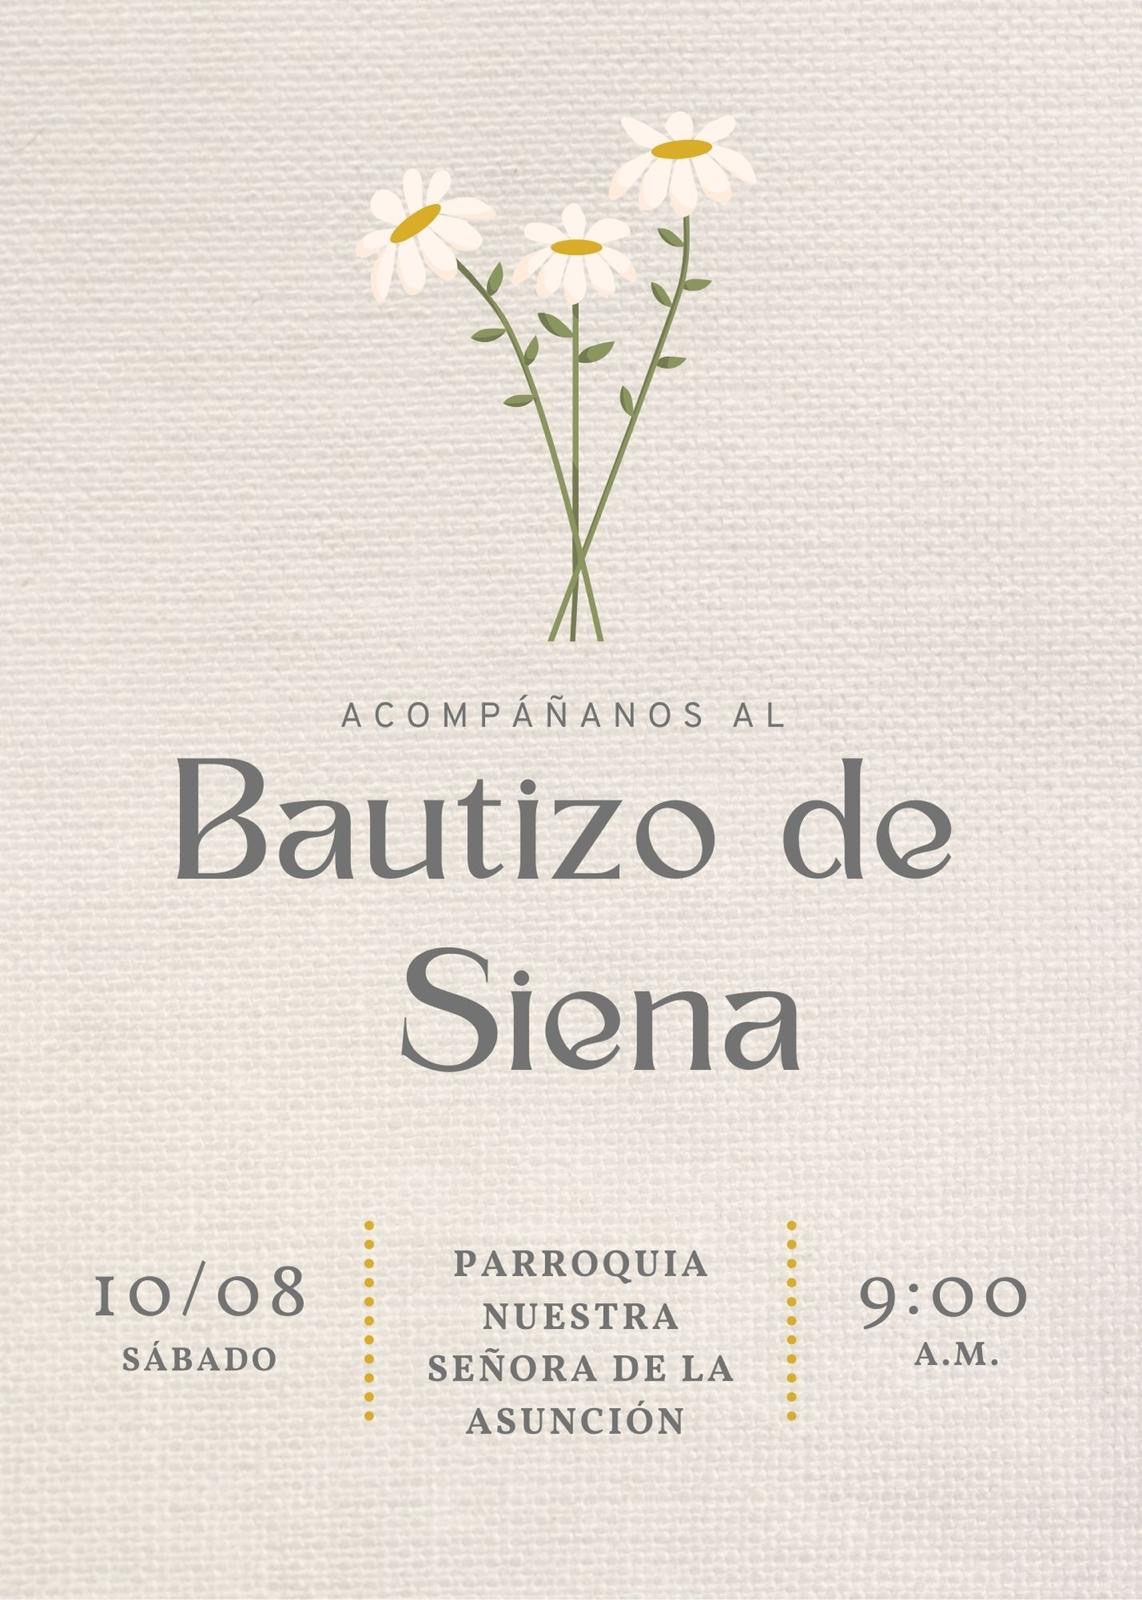 ACOMPÁÑANOS AL
Bautizo de
Siena
10/08
SÁBADO
PARROQUIA
NUESTRA
SEÑORA DE LA
ASUNCIÓN
9:00
A.M.